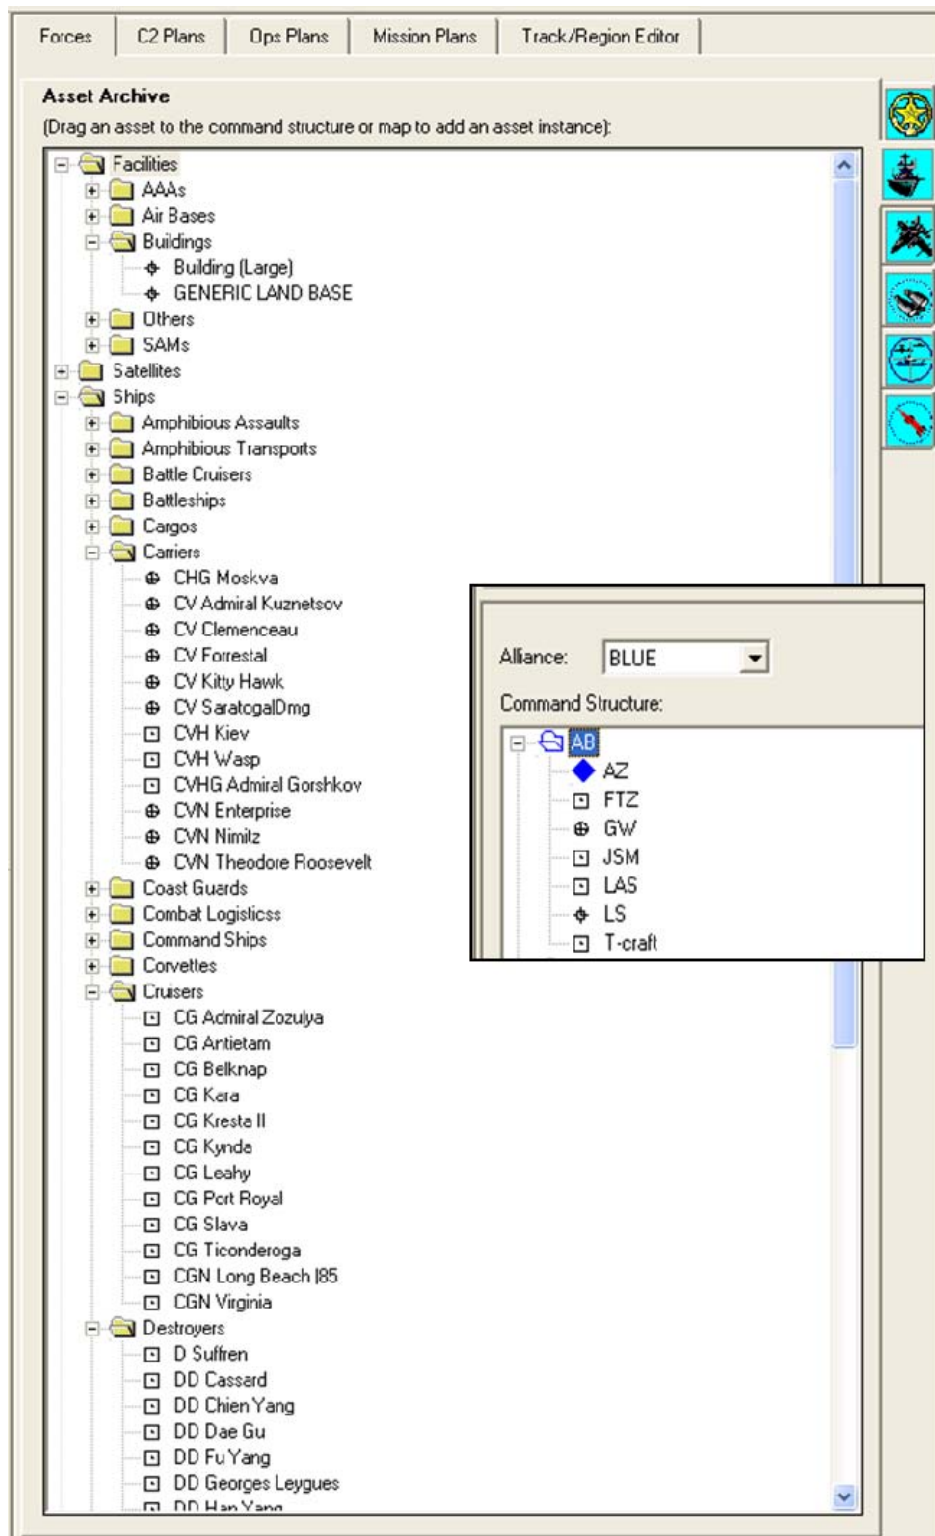 Forces
C2 Plans
Ops Plans
Mission Plans
Track/Region Editor
Asset Archive
(Drag an asset to the command structure or map to add an asset instance):
Facilities
AAAs
Air Bases
Buildings
Building (Large)
GENERIC LAND BASE
Others
SAMs
Satellites
Ships
Amphibious Assaults
Amphibious Transports
Battle Cruisers
Battleships
Cargos
Carriers
CHG Moskva
CV Admiral Kuznetsov
CV Clemenceau
CV Forrestal
CV Kitty Hawk
CV Saratoga|Dmg
CVH Kiev
CVH Wasp
CVHG Admiral Gorshkov
CVN Enterprise
CVN Nimitz
CVN Theodore Roosevelt
Coast Guards
Combat Logisticss
Command Ships
Corvettes
Cruisers
CG Admiral Zozulya
CG Antietam
CG Belknap
CG Kara
CG Kresta II
CG Kynda
CG Leahy
CG Port Royal
CG Slava
CG Ticonderoga
CGN Long Beach |85
CGN Virginia
Destroyers
D Suffren
DD Cassard
DD Chien Yang
DD Dae Gu
DD Fu Yang
DD Georges Leygues
DD Han Yang
Alliance:
BLUE
Command Structure:
AB
AZ
FTZ
GW
JSM
LAS
LS
T-craft